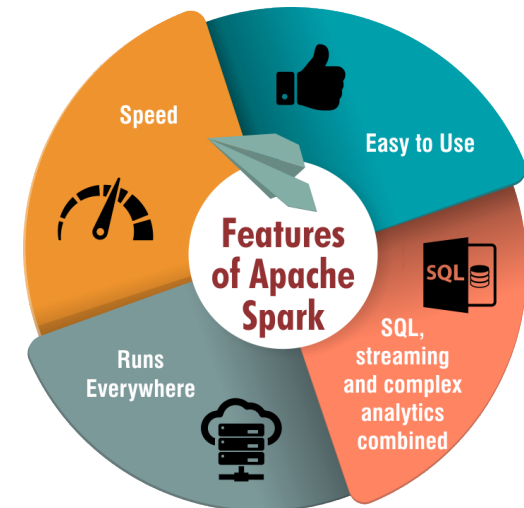 Speed
Easy to Use
Features
of Apache
Spark
SQL
SQL,
streaming
and complex
analytics
combined
Runs
Everywhere